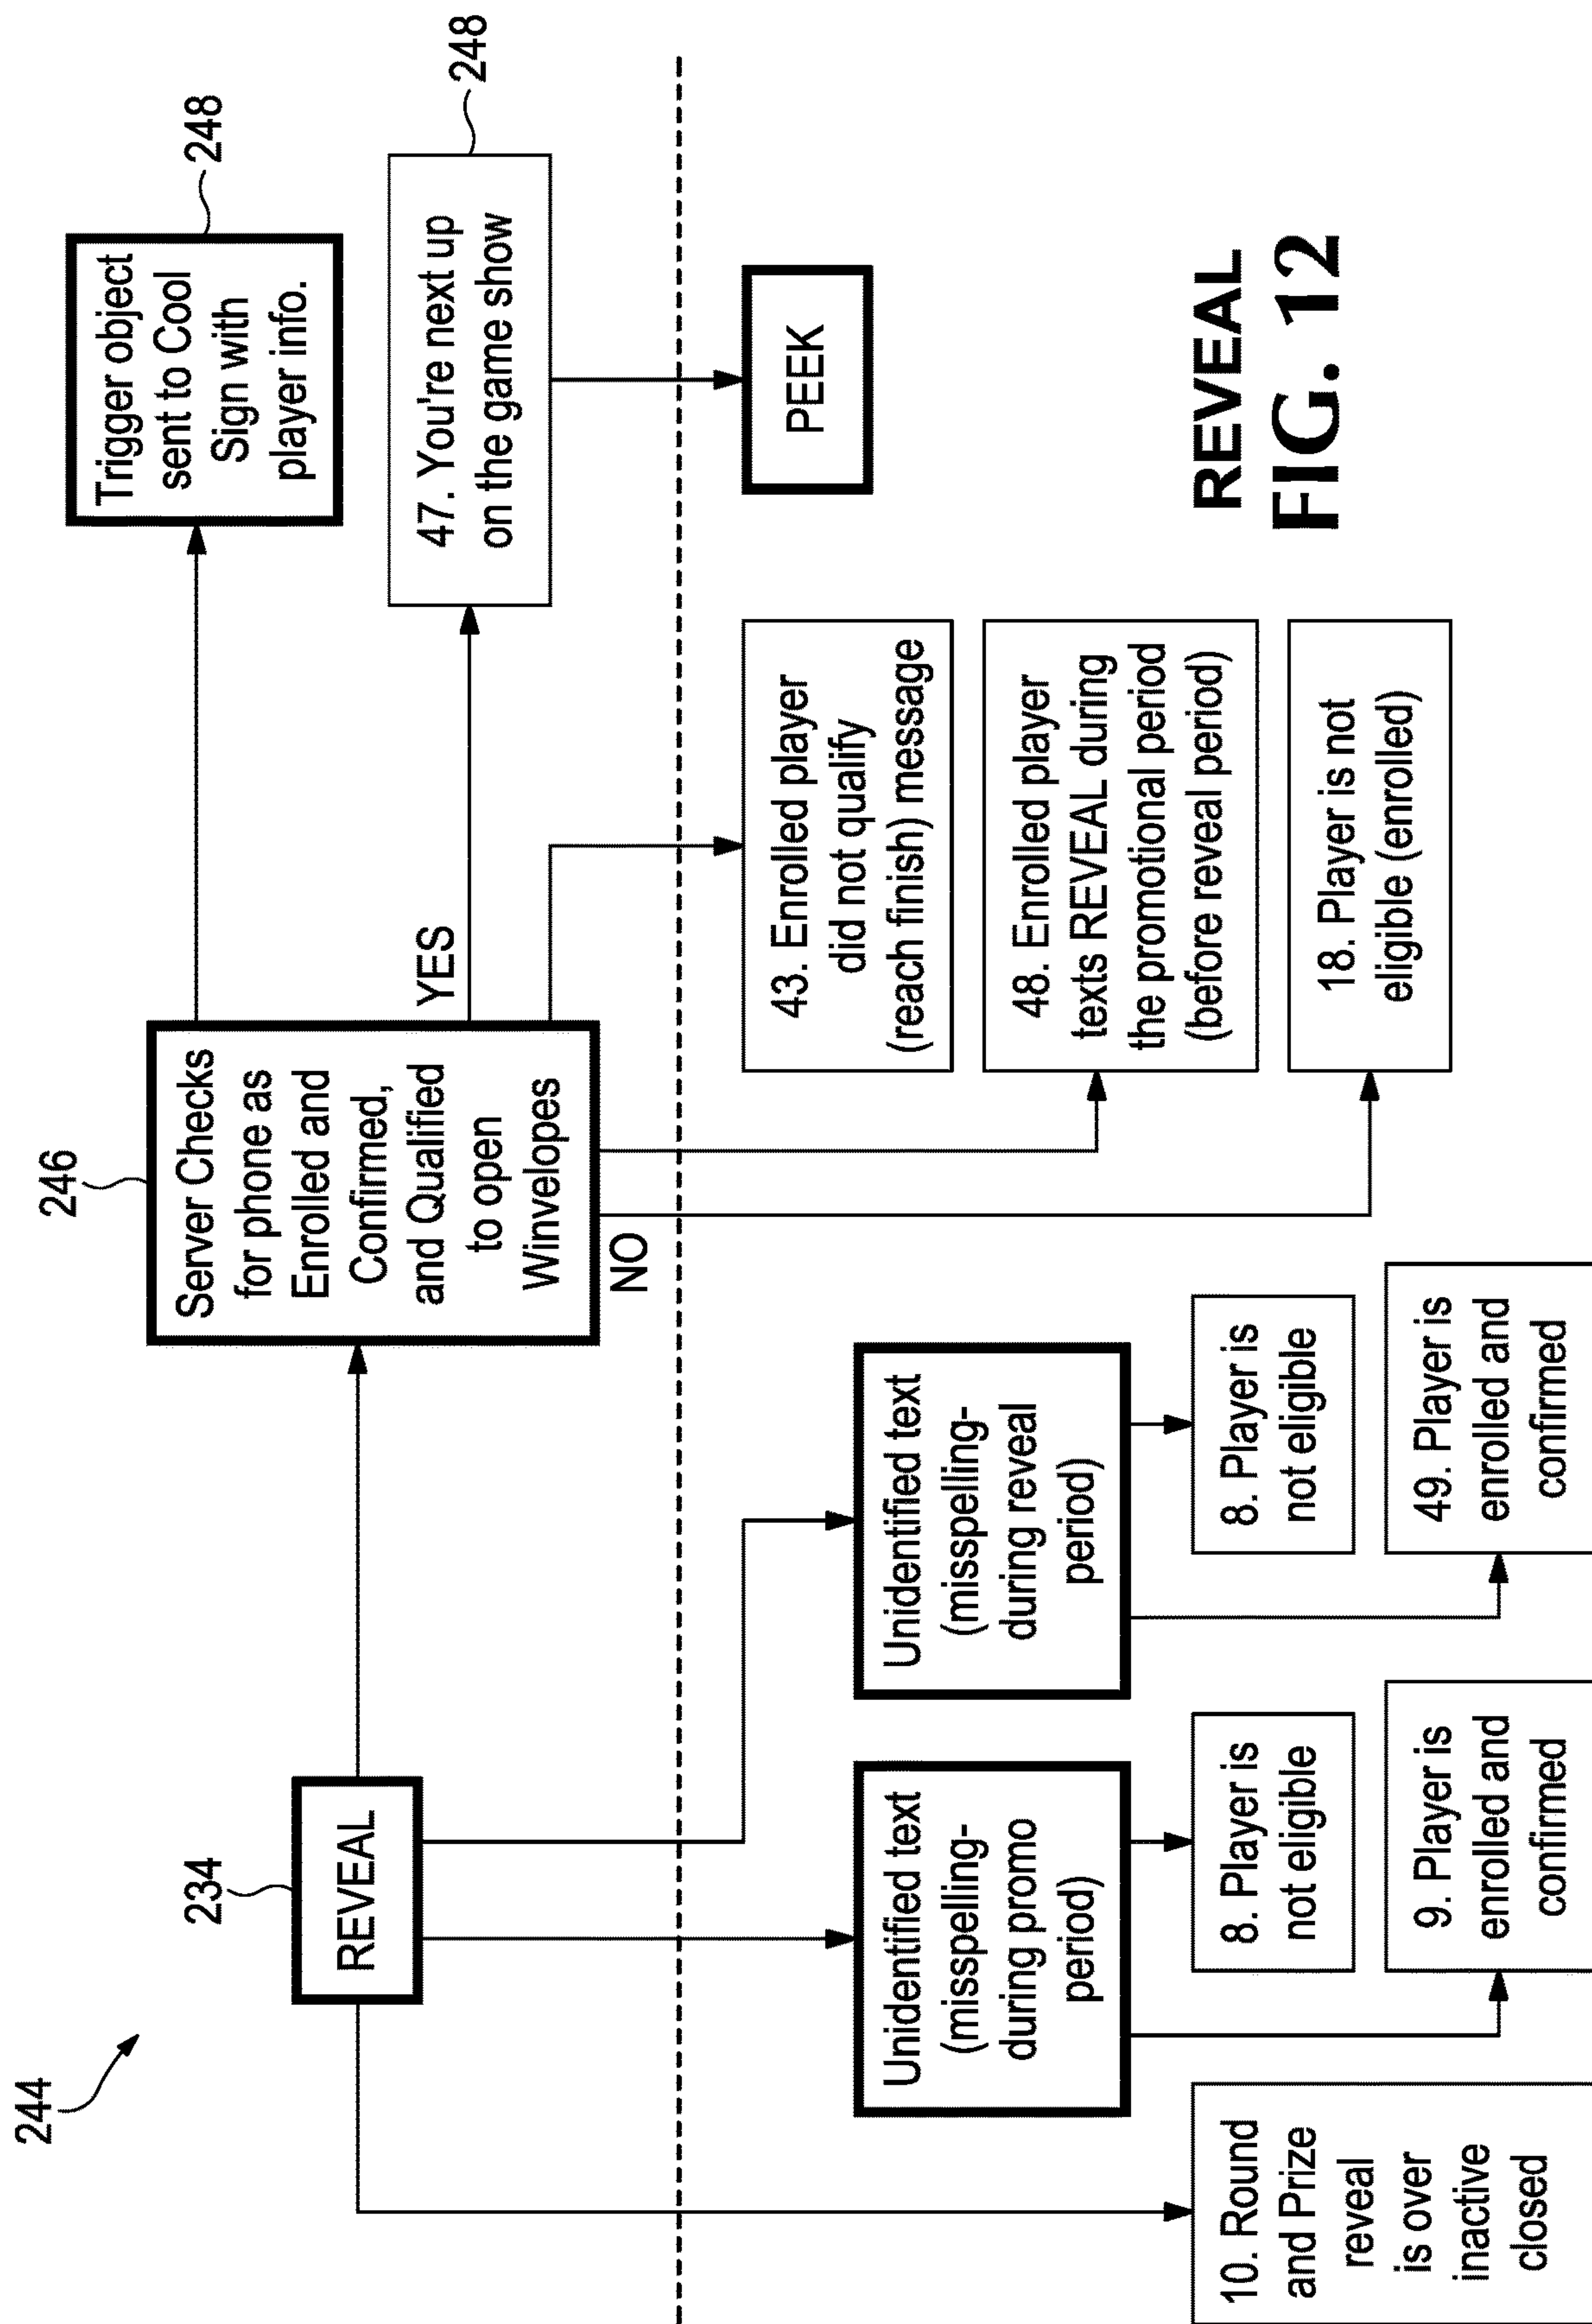 244
234
REVEAL
246
Server Checks
for phone as
Enrolled and
Confirmed,
and Qualified
to open
Winvelopes
YES
NO
248
Trigger object
sent to Cool
Sign with
player info.
248
47. You're next up
on the game show
PEEK
10. Round
and Prize
reveal
is over
inactive
closed
Unidentified text
(misspelling-
during promo
period)
8. Player is
not eligible
9. Player is
enrolled and
confirmed
Unidentified text
(misspelling-
during reveal
period)
8. Player is
not eligible
49. Player is
enrolled and
confirmed
43. Enrolled player
did not qualify
(reach finish) message
48. Enrolled player
texts REVEAL during
the promotional period
(before reveal period)
18. Player is not
eligible (enrolled)
REVEAL
FIG. 12